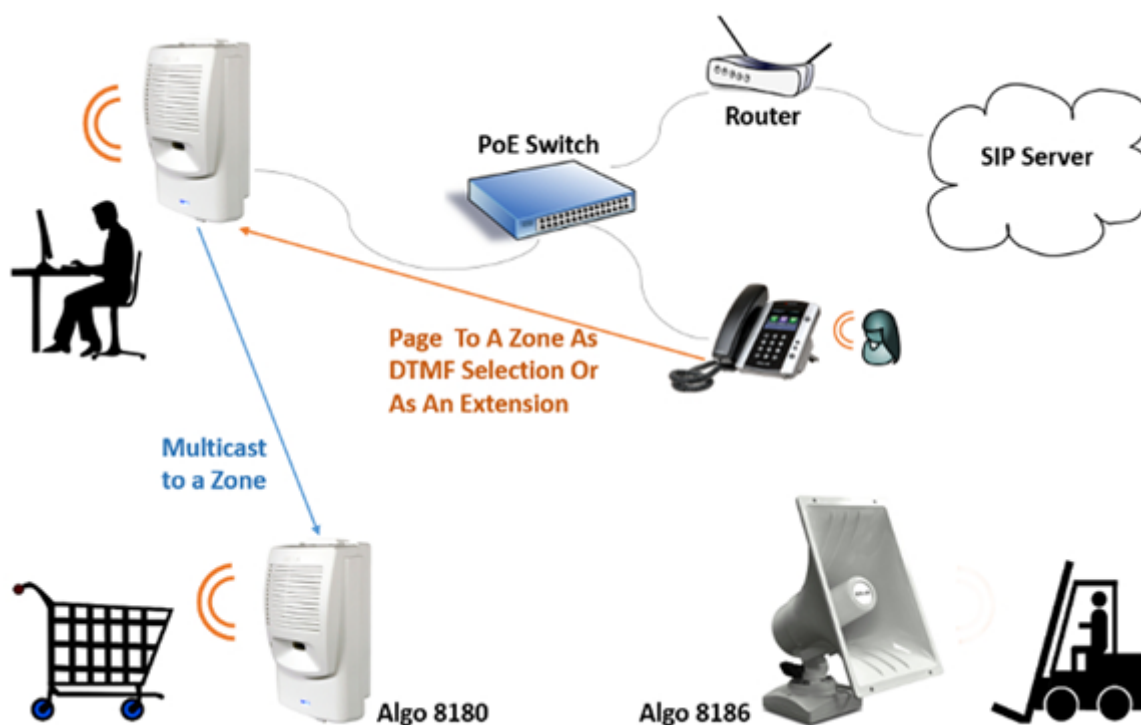 Router
PoE Switch
SIP Server
Page To A Zone As
DTMF Selection Or
As An Extension
Multicast
to a Zone
Algo 8180
Algo 8186